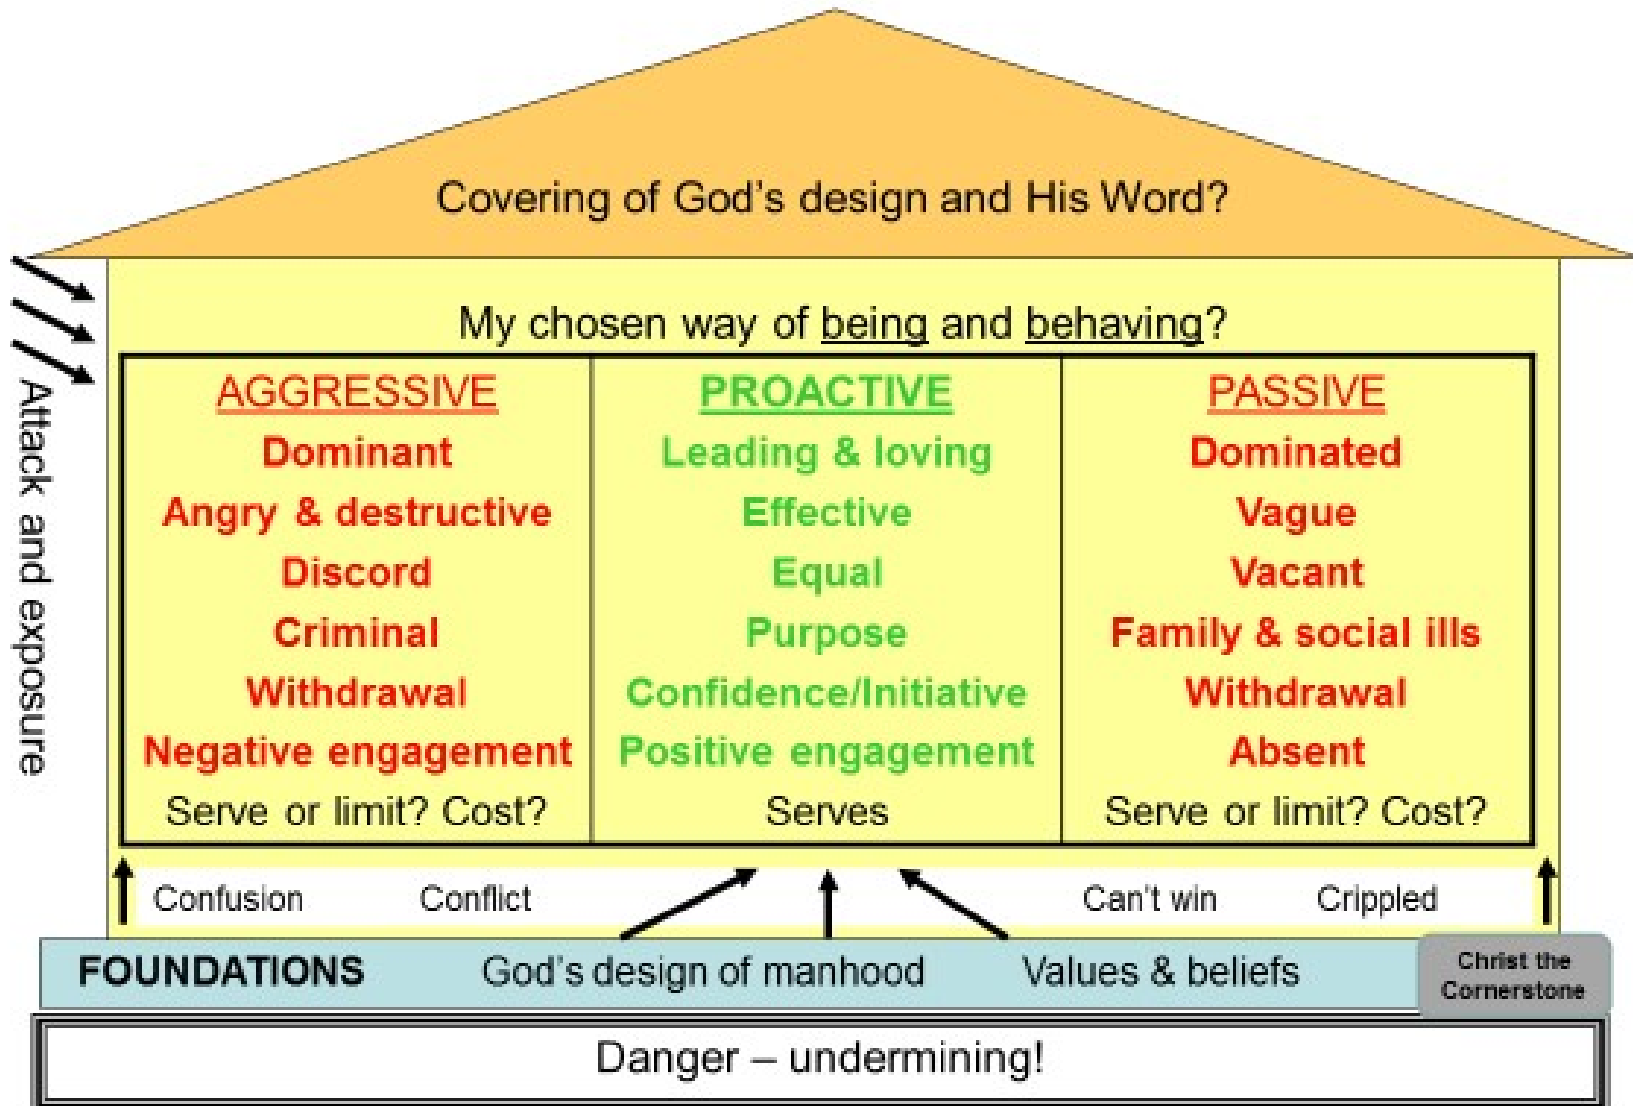 Covering of God's design and His Word?
My chosen way of being and behaving?
AGGRESSIVE
Dominant
Angry & destructive
Discord
Criminal
Withdrawal
Negative engagement
Serve or limit? Cost?
PROACTIVE
Leading & loving
Effective
Equal
Purpose
Confidence/Initiative
Positive engagement
Serves
PASSIVE
Dominated
Vague
Vacant
Family & social ills
Withdrawal
Absent
Serve or limit? Cost?
Attack and exposure
Confusion Conflict Can't win Crippled
FOUNDATIONS God's design of manhood Values & beliefs
Christ the
Cornerstone
Danger – undermining!